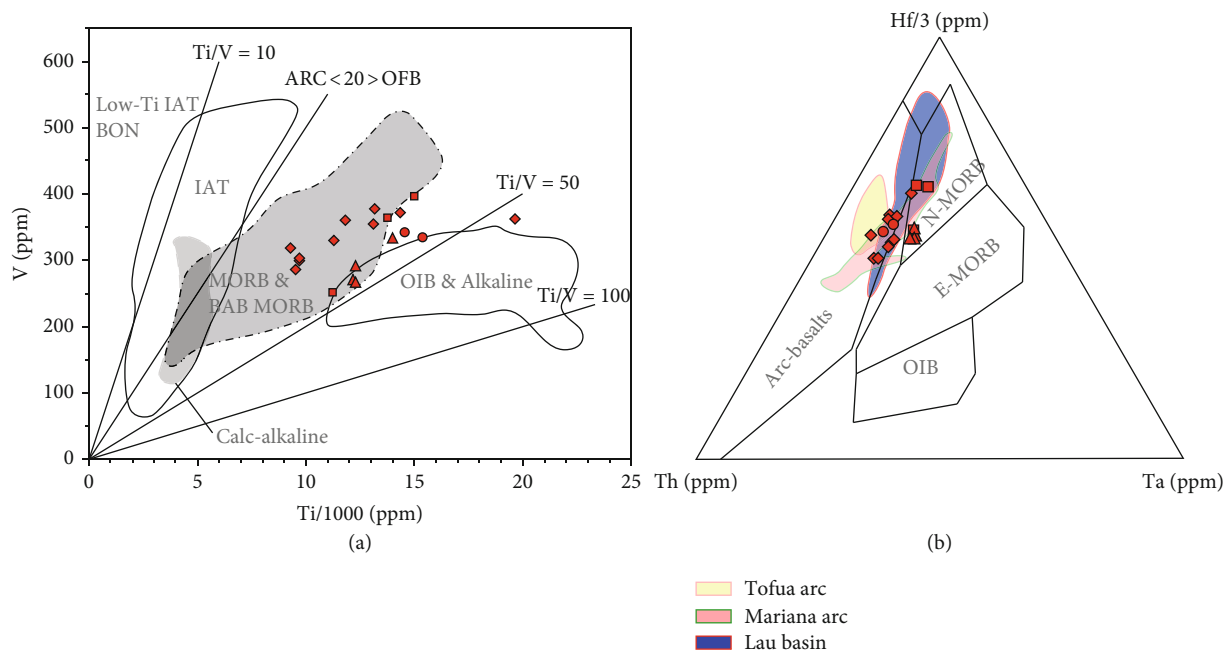 V (ppm)
600
500
400
300
200
100
0
0
5
10
15
20
25
Ti/1000 (ppm)
Ti/V = 10
ARC < 20 > OFB
Ti/V = 50
Ti/V = 100
Low-Ti IAT
BON
IAT
MORB &
BAB MORB
OIB & Alkaline
Calc-alkaline
(a)
Hf/3 (ppm)
N-MORB
E-MORB
Arc-basalts
OIB
Th (ppm)
Ta (ppm)
(b)
Tofua arc
Mariana arc
Lau basin